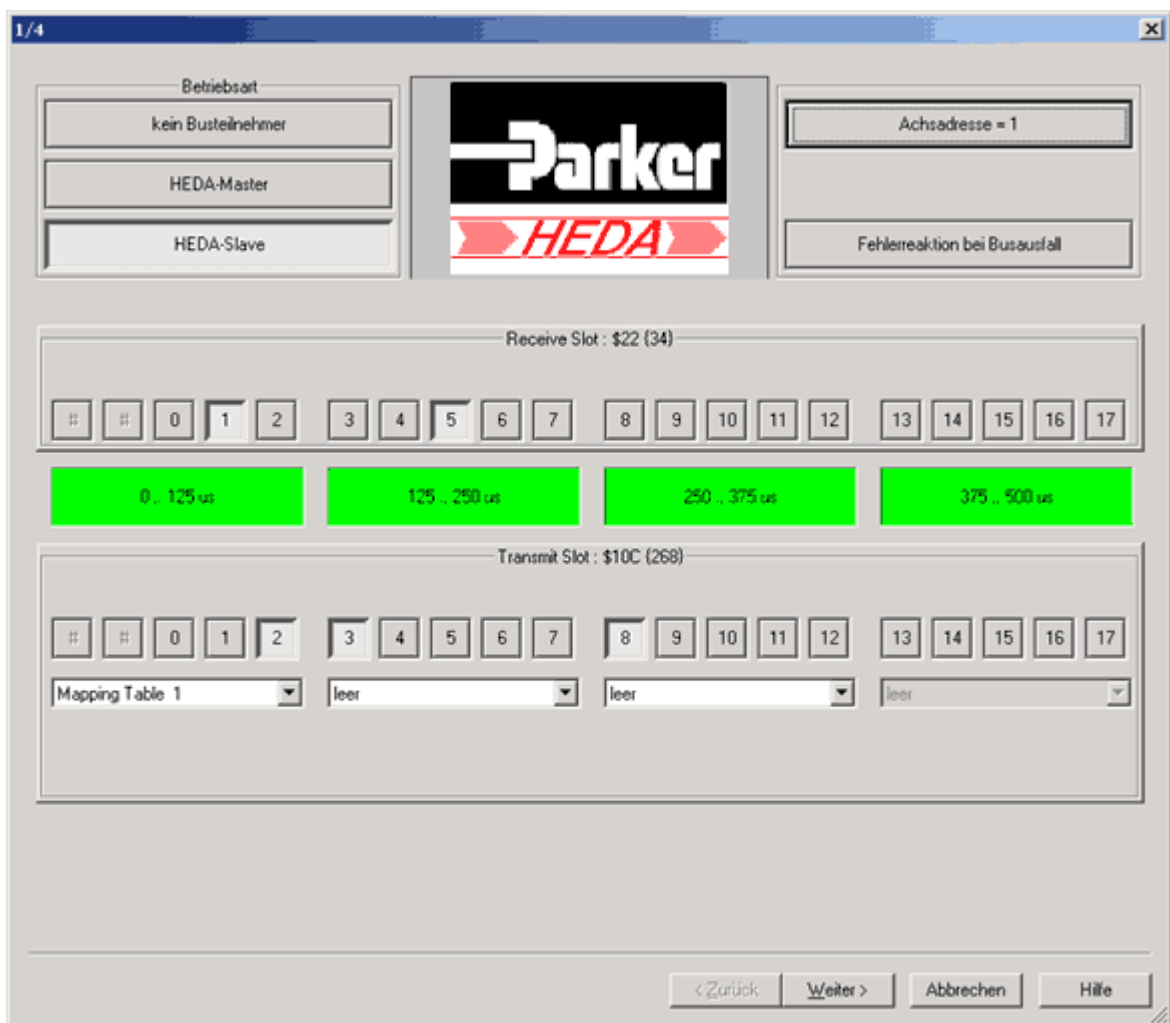 1/4
Betriebsart
kein Busteilnehmer
HEDA-Master
HEDA-Slave
Parker
HEDA
Achsadresse = 1
Fehlerreaktion bei Busausfall
Receive Slot : $22 (34)
# # 0 1 2 3 4 5 6 7 8 9 10 11 12 13 14 15 16 17
0 .. 125 us 125 .. 250 us 250 .. 375 us 375 .. 500 us
Transmit Slot : $10C (268)
# # 0 1 2 3 4 5 6 7 8 9 10 11 12 13 14 15 16 17
Mapping Table 1 leer leer leer
< Zurück Weiter > Abbrechen Hilfe